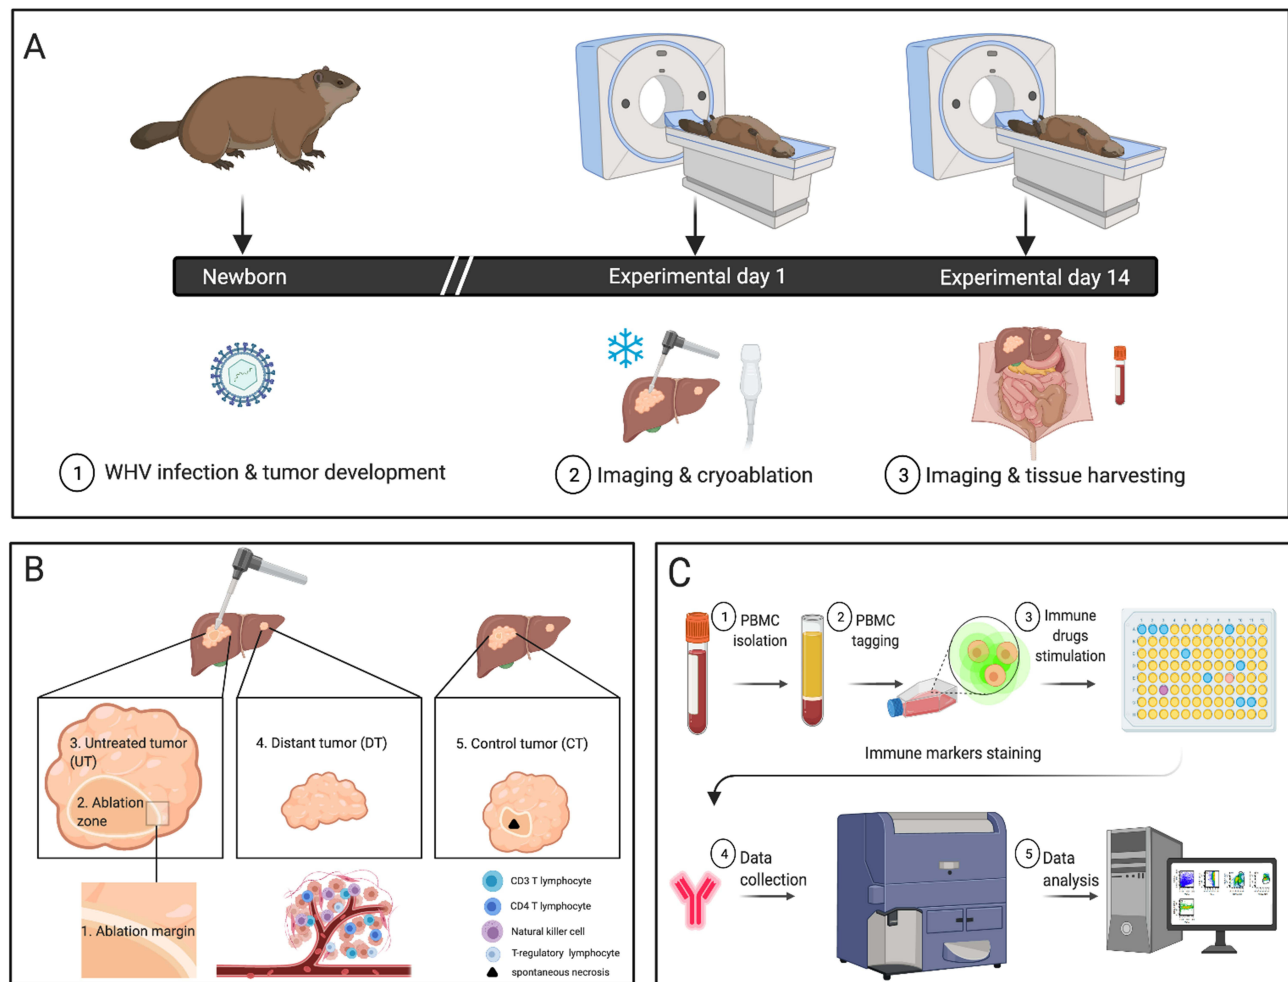 A
Newborn
Experimental day 1
Experimental day 14
1 WHV infection & tumor development
2 Imaging & cryoablation
3 Imaging & tissue harvesting
B
3. Untreated tumor
(UT)
2. Ablation
zone
4. Distant tumor (DT)
5. Control tumor (CT)
1. Ablation margin
CD3 T lymphocyte
CD4 T lymphocyte
Natural killer cell
T-regulatory lymphocyte
spontaneous necrosis
C
1 PBMC
isolation
2 PBMC
tagging
3 Immune
drugs
stimulation
Immune markers staining
4 Data
collection
5 Data
analysis